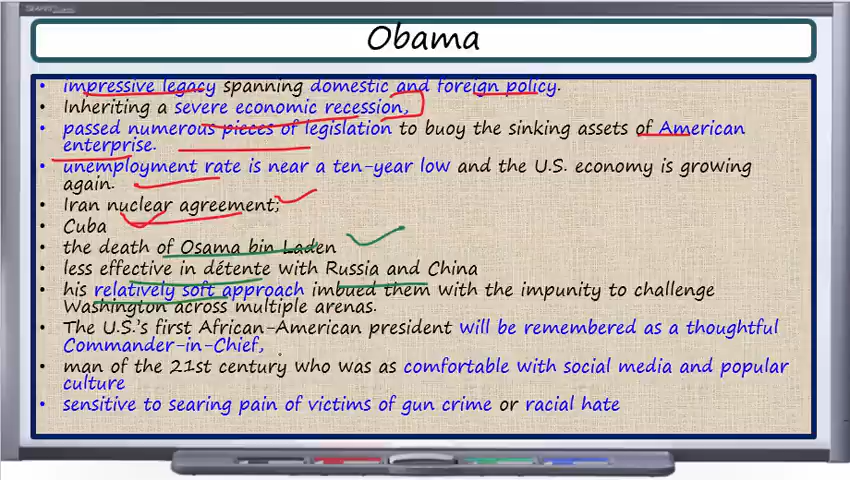 Obama
• impressive legacy spanning domestic and foreign policy.
• Inheriting a severe economic recession,
• passed numerous pieces of legislation to buoy the sinking assets of American
enterprise.
• unemployment rate is near a ten-year low and the U.S. economy is growing
again.
• Iran nuclear agreement;
• Cuba
• the death of Osama bin Laden
• less effective in détente with Russia and China
• his relatively soft approach imbued them with the impunity to challenge
Washington across multiple arenas.
• The U.S.'s first African-American president will be remembered as a thoughtful
Commander-in-Chief,
• man of the 21st century who was as comfortable with social media and popular
culture
• sensitive to searing pain of victims of gun crime or racial hate